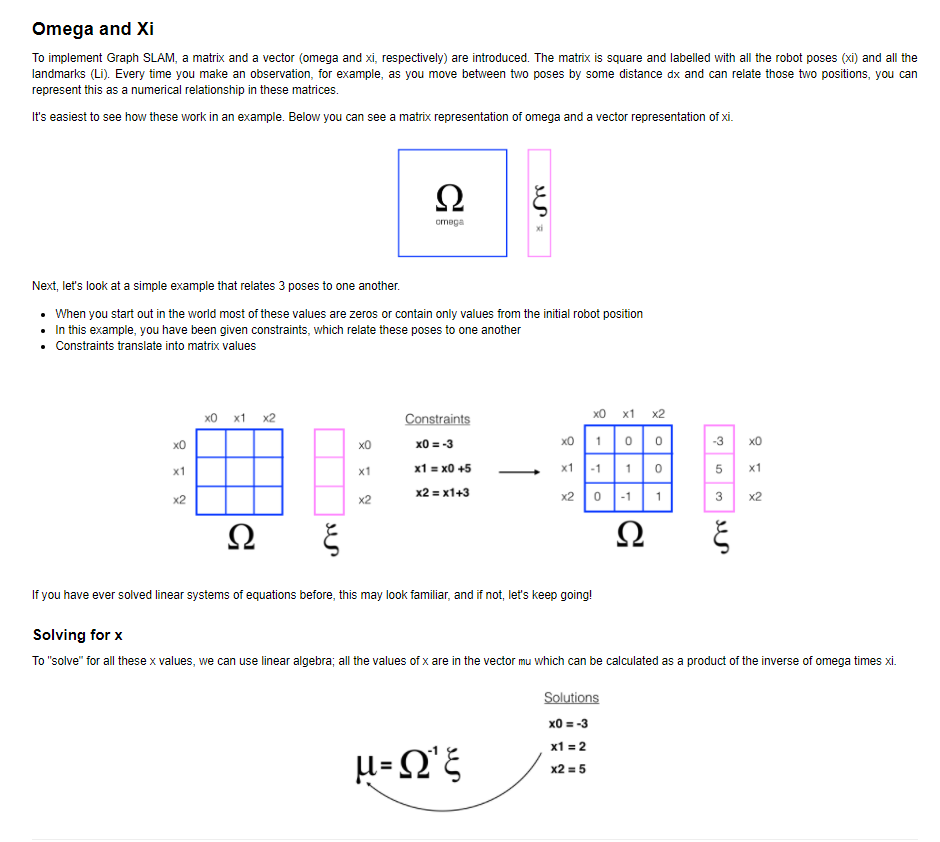 Omega and Xi
To implement Graph SLAM, a matrix and a vector (omega and xi, respectively) are introduced. The matrix is square and labelled with all the robot poses (xi) and all the
landmarks (Li). Every time you make an observation, for example, as you move between two poses by some distance dx and can relate those two positions, you can
represent this as a numerical relationship in these matrices.
It's easiest to see how these work in an example. Below you can see a matrix representation of omega and a vector representation of xi.
Ω ξ
omega xi
Next, let's look at a simple example that relates 3 poses to one another.
• When you start out in the world most of these values are zeros or contain only values from the initial robot position
• In this example, you have been given constraints, which relate these poses to one another
• Constraints translate into matrix values
x0 x1 x2 Constraints x0 x1 x2
x0 x0 x0 = -3 x0 1 0 0 -3 x0
x1 x1 x1 = x0 +5 x1 -1 1 0 5 x1
x2 x2 x2 = x1+3 x2 0 -1 1 3 x2
Ω ξ Ω ξ
If you have ever solved linear systems of equations before, this may look familiar, and if not, let's keep going!
Solving for x
To "solve" for all these x values, we can use linear algebra; all the values of x are in the vector mu which can be calculated as a product of the inverse of omega times xi.
Solutions
x0 = -3
x1 = 2
x2 = 5
μ=Ω⁻¹ξ